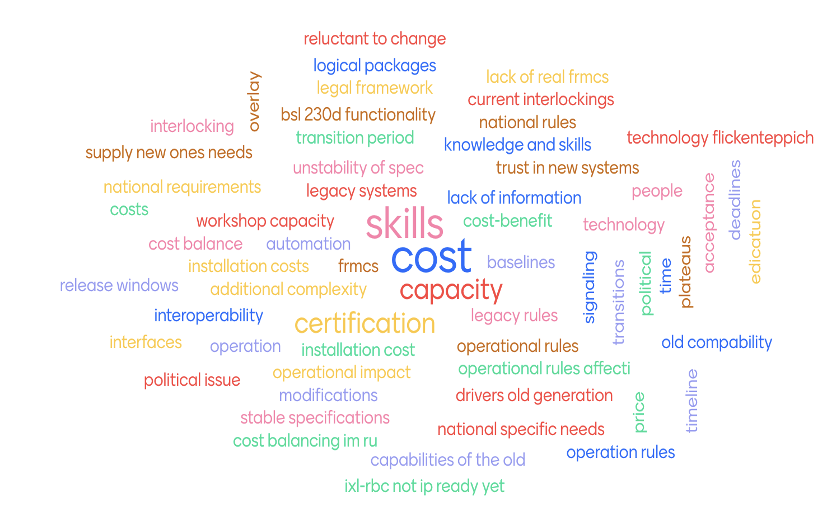 reluctant to change
logical packages
legal framework
lack of real frmcs
overlay
current interlockings
bsl 230d functionality
interlocking
national rules
transition period
knowledge and skills
technology flickenteppich
supply new ones needs
unstability of spec
trust in new systems
national requirements
legacy systems
lack of information
people
acceptance
deadlines
costs
workshop capacity
skills
cost-benefit
technology
edicatuon
cost balance
automation
cost
installation costs
frmcs
baselines
signaling
transitions
political
time
plateaus
release windows
additional complexity
capacity
interoperability
certification
legacy rules
interfaces
operation
installation cost
operational rules
old compability
political issue
operational impact
operational rules affecti
modifications
drivers old generation
price
timeline
stable specifications
national specific needs
cost balancing im ru
capabilities of the old
operation rules
ixl-rbc not ip ready yet